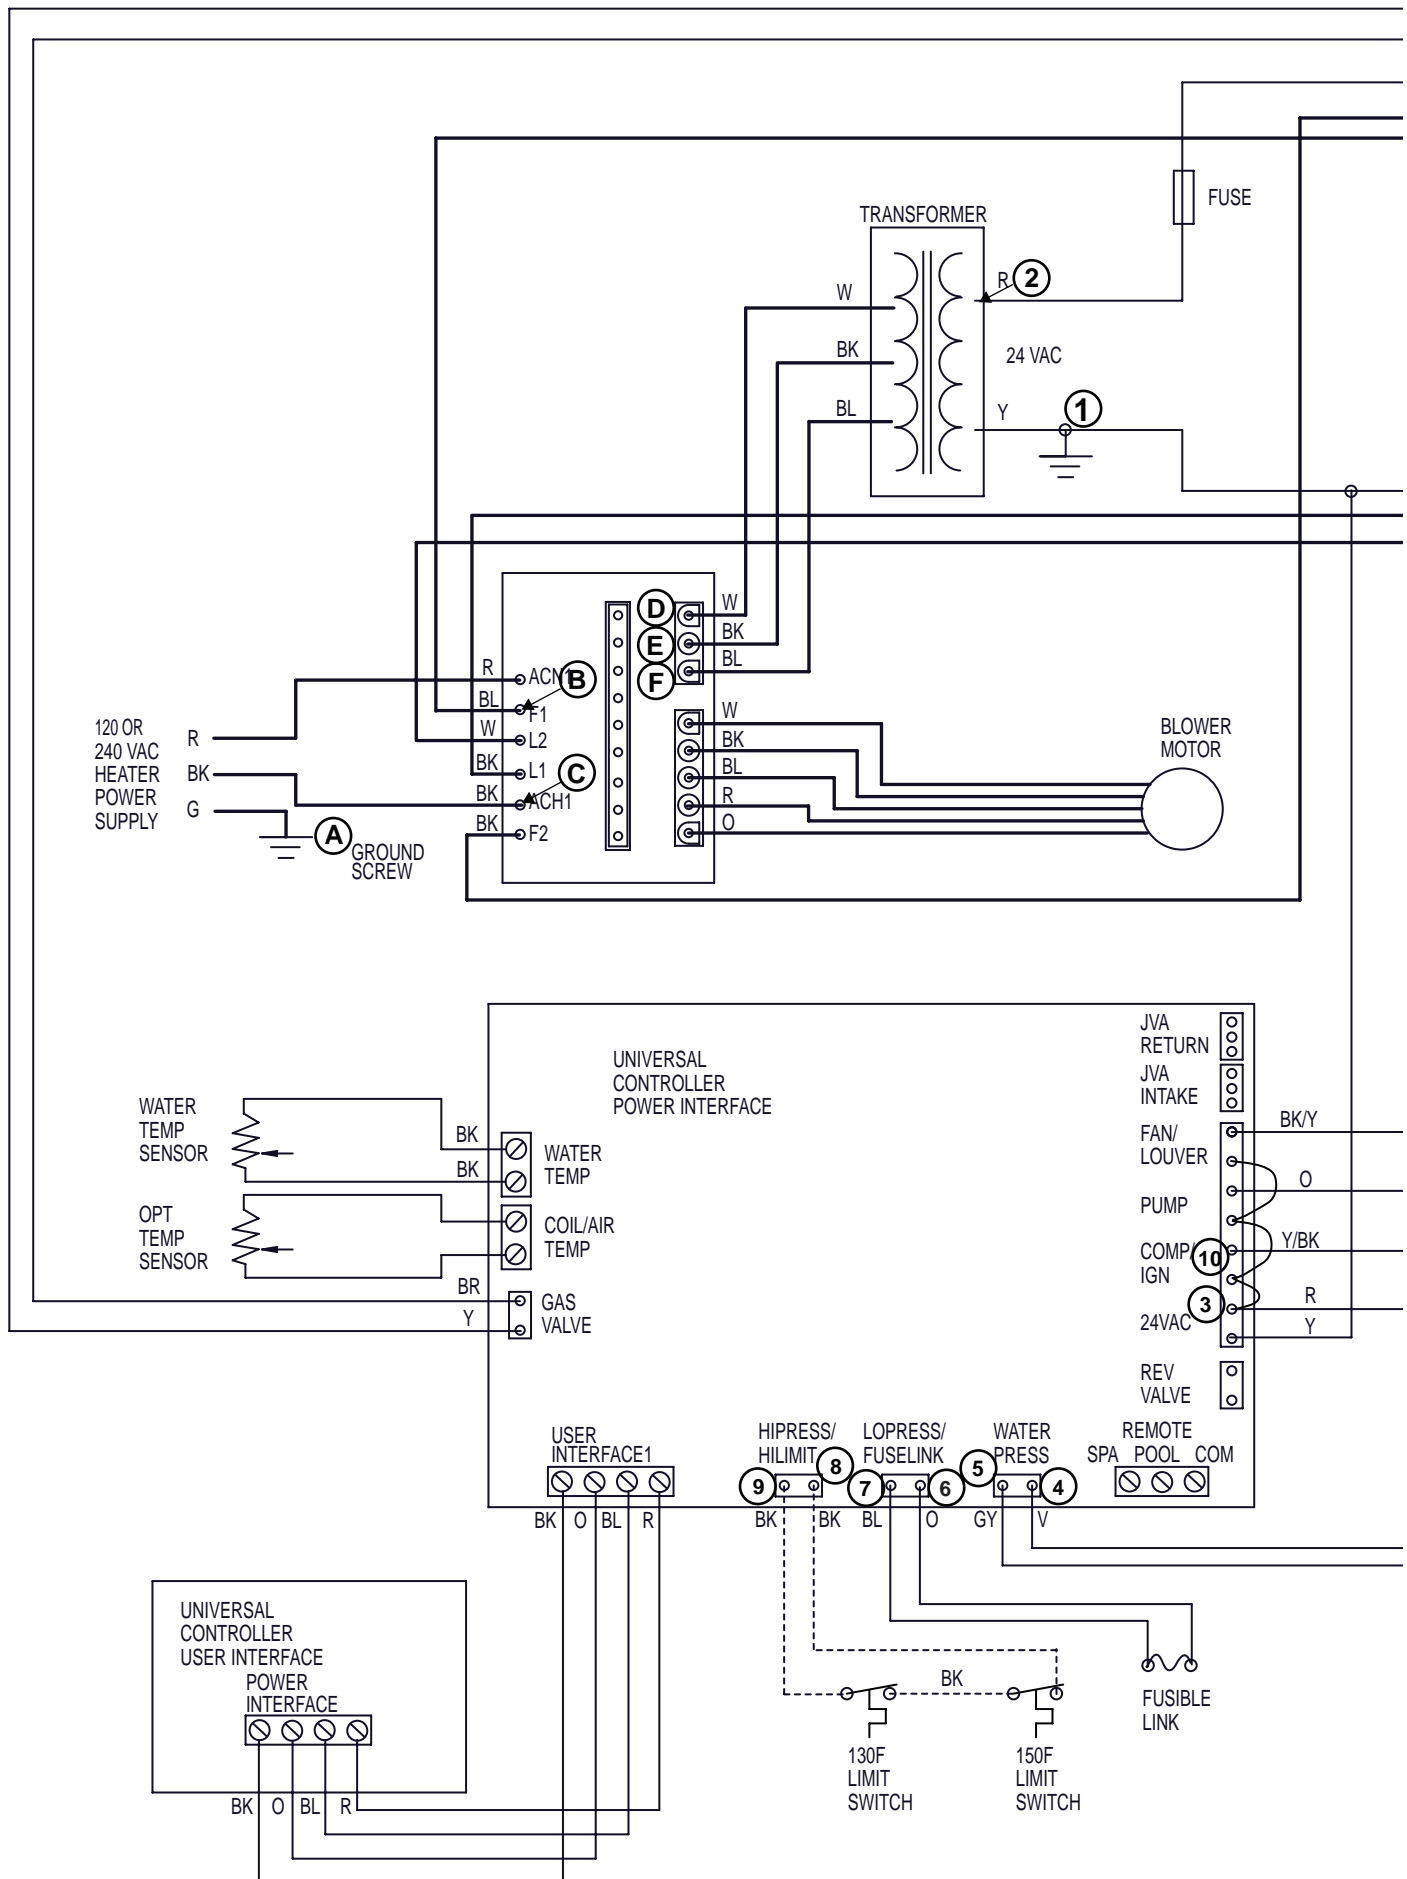 FUSE
TRANSFORMER
R
2
W
BK
24 VAC
BL
Y
1
D
W
E
BK
F
BL
R
ACN1
B
BL
F1
W
L2
BK
L1
C
BK
ACH1
BK
F2
W
BK
BL
R
O
BLOWER
MOTOR
120 OR
240 VAC
HEATER
POWER
SUPPLY
R
BK
G
A
GROUND
SCREW
UNIVERSAL
CONTROLLER
POWER INTERFACE
JVA
RETURN
JVA
INTAKE
FAN/
LOUVER
BK/Y
PUMP
O
COMP/
IGN
10
Y/BK
3
24VAC
R
Y
REV
VALVE
WATER
TEMP
SENSOR
BK
BK
WATER
TEMP
OPT
TEMP
SENSOR
COIL/AIR
TEMP
BR
Y
GAS
VALVE
USER
INTERFACE1
HIPRESS/
HILIMIT
LOPRESS/
FUSELINK
WATER
PRESS
REMOTE
SPA POOL COM
9
8
7
6
5
4
BK O BL R
BK BK BL O GY V
UNIVERSAL
CONTROLLER
USER INTERFACE
POWER
INTERFACE
BK O BL R
BK
130F
LIMIT
SWITCH
150F
LIMIT
SWITCH
FUSIBLE
LINK